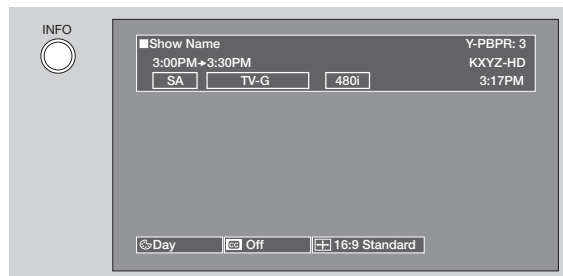 INFO
■Show Name Y-PBPR: 3
3:00PM➔3:30PM KXYZ-HD
SA TV-G 480i 3:17PM
Day CC Off 16:9 Standard